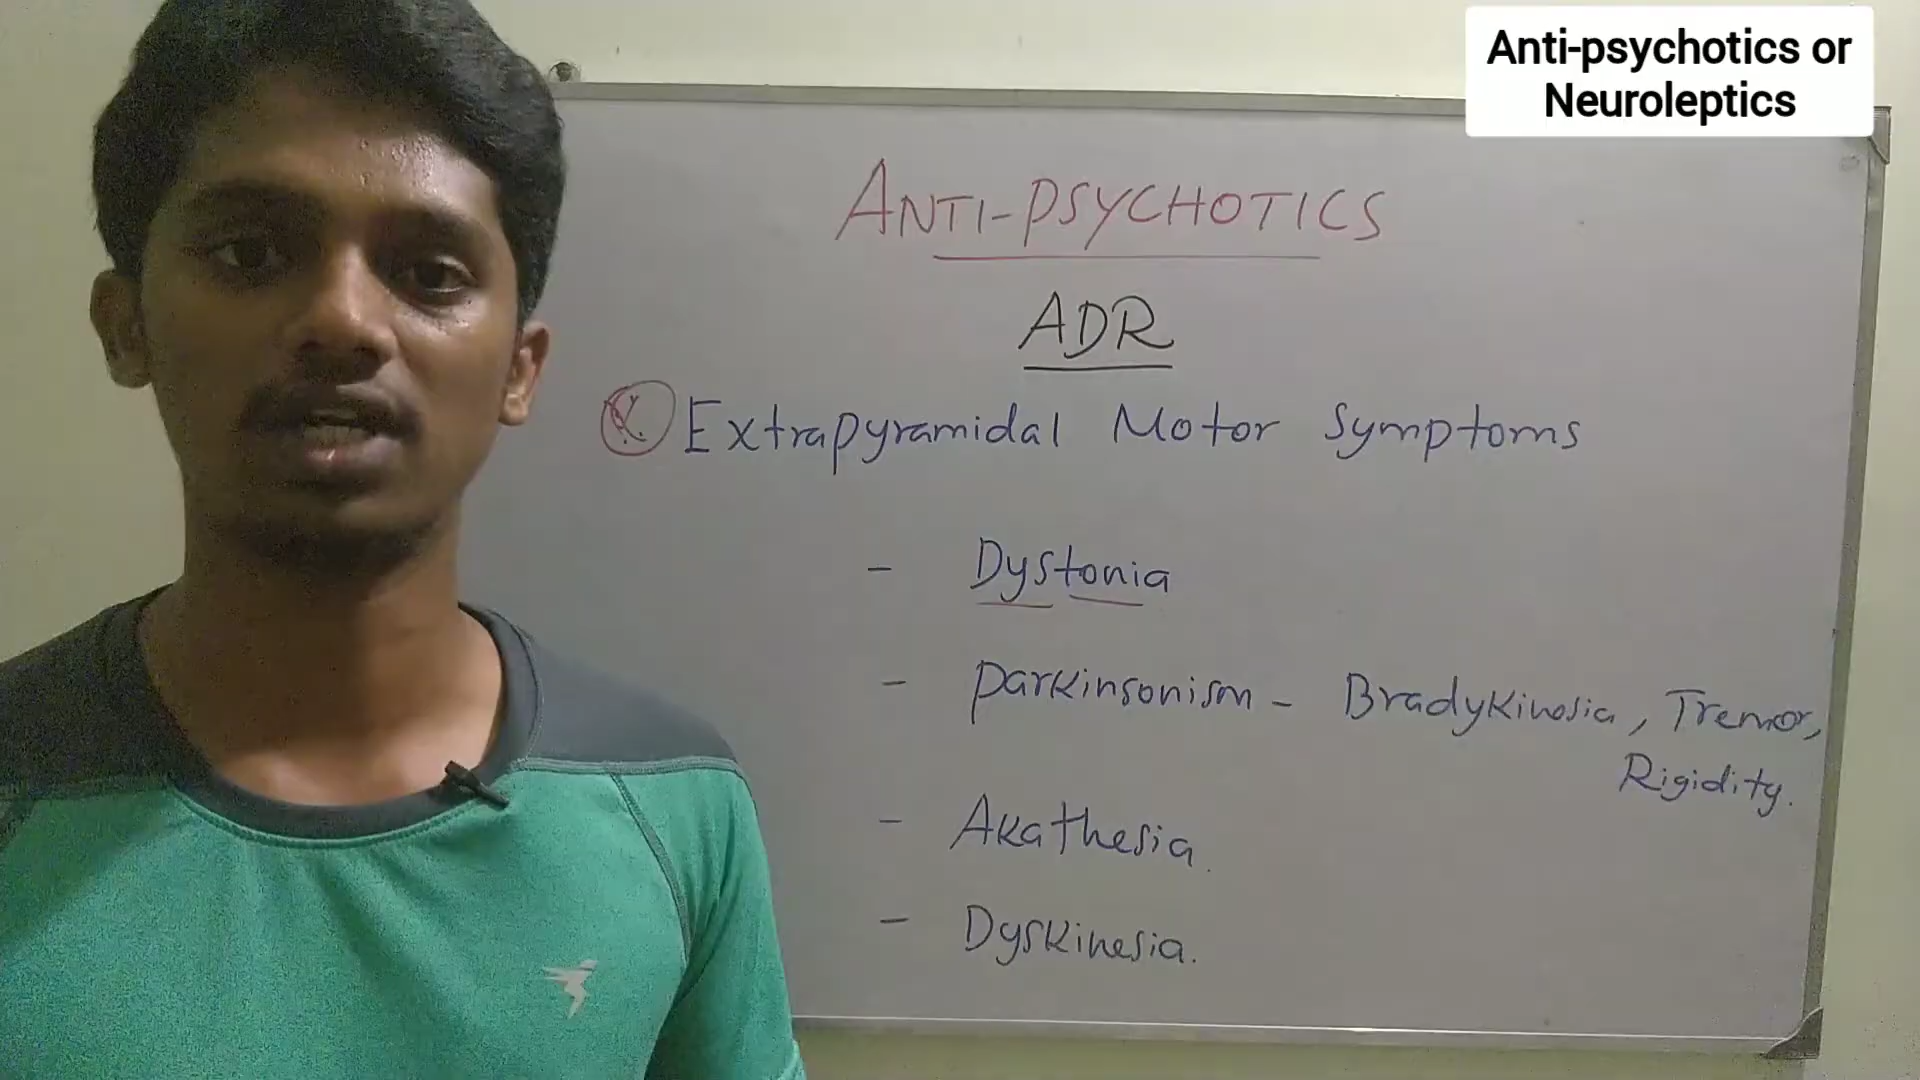 Anti-psychotics or
Neuroleptics
ANTI-PSYCHOTICS
ADR
Extrapyramidal Motor Symptoms
- Dystonia
- Parkinsonism - Bradykinesia, Tremor,
Rigidity.
- Akathesia.
- Dyskinesia.